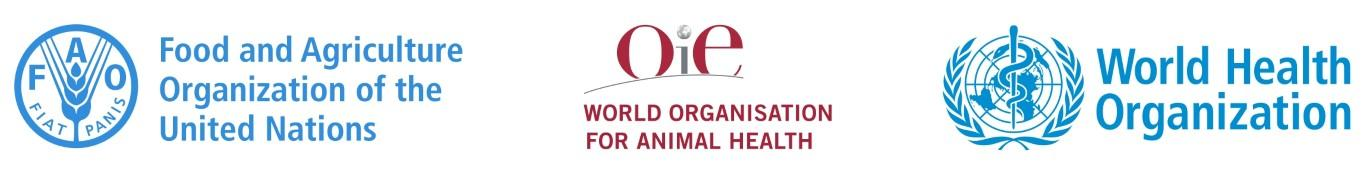 F A O
FIAT PANIS
Food and Agriculture
Organization of the
United Nations
OiE
WORLD ORGANISATION
FOR ANIMAL HEALTH
World Health
Organization